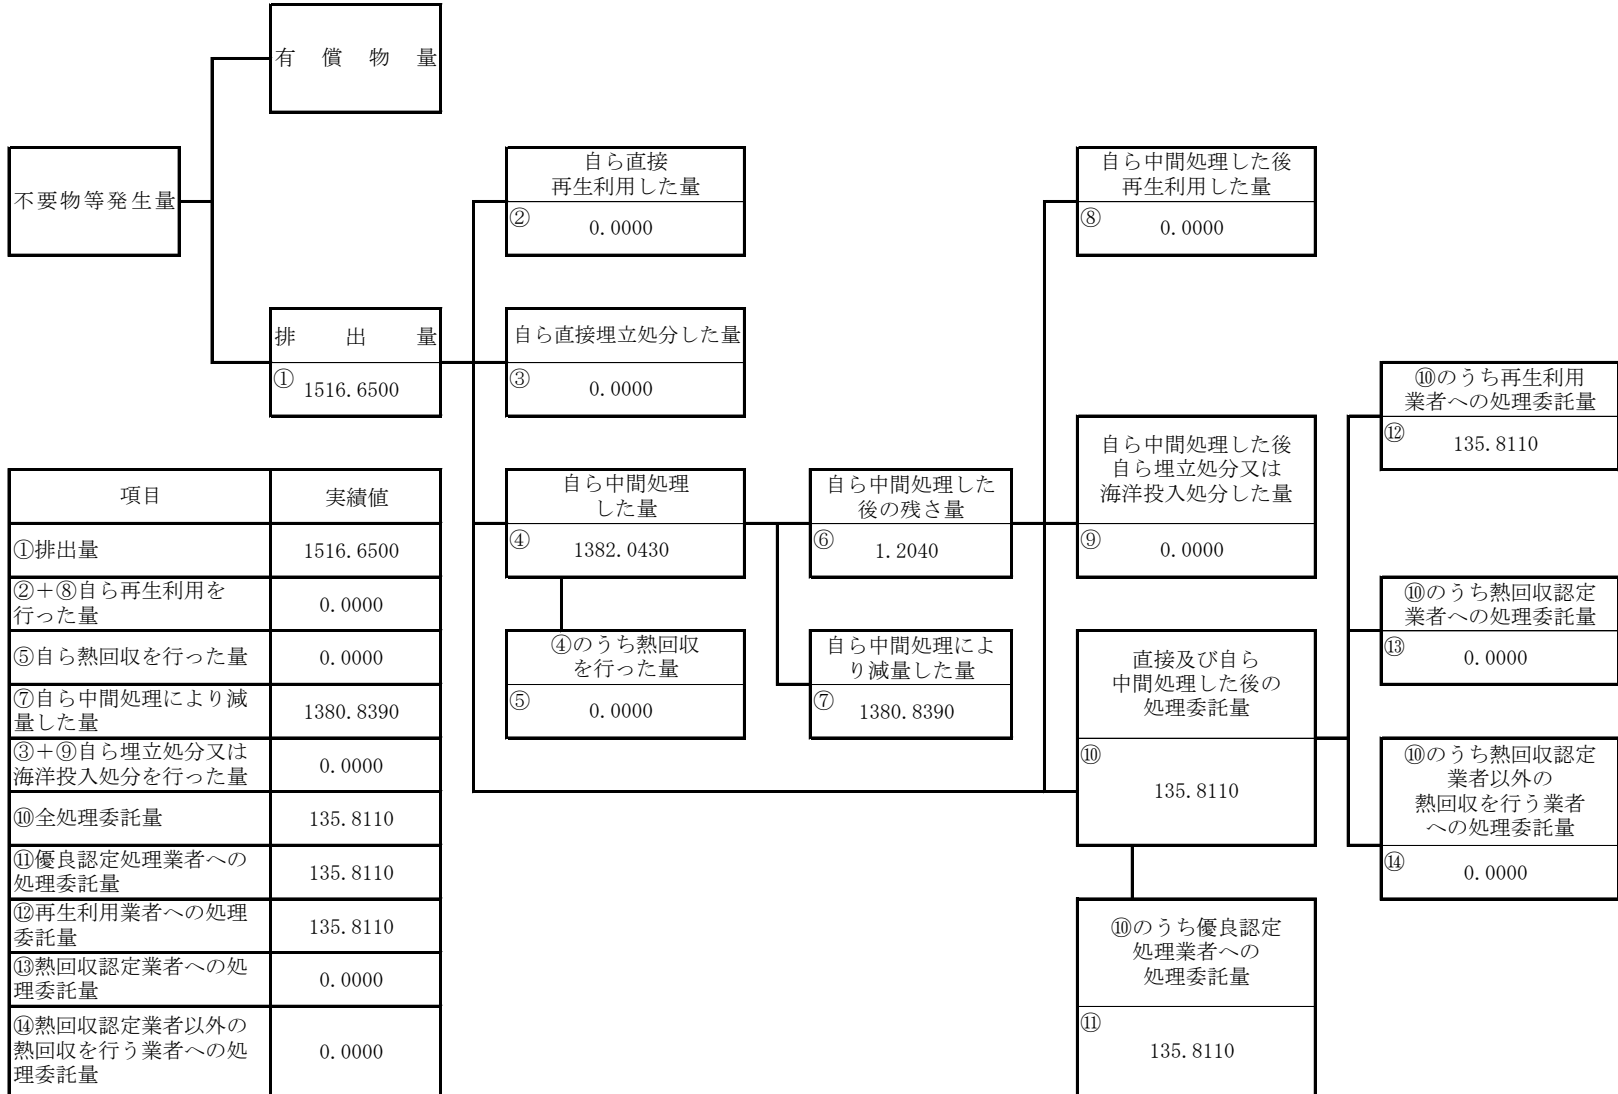 有償物量
不要物等発生量
排出量
① 1516.6500
自ら直接
再生利用した量
② 0.0000
自ら直接埋立処分した量
③ 0.0000
自ら中間処理
した量
④ 1382.0430
④のうち熱回収
を行った量
⑤ 0.0000
自ら中間処理した
後の残さ量
⑥ 1.2040
自ら中間処理によ
り減量した量
⑦ 1380.8390
自ら中間処理した後
再生利用した量
⑧ 0.0000
自ら中間処理した後
自ら埋立処分又は
海洋投入処分した量
⑨ 0.0000
直接及び自ら
中間処理した後の
処理委託量
⑩
135.8110
⑩のうち優良認定
処理業者への
処理委託量
⑪
135.8110
⑩のうち再生利用
業者への処理委託量
⑫ 135.8110
⑩のうち熱回収認定
業者への処理委託量
⑬ 0.0000
⑩のうち熱回収認定
業者以外の
熱回収を行う業者
への処理委託量
⑭ 0.0000
項目 実績値
①排出量 1516.6500
②＋⑧自ら再生利用を
行った量 0.0000
⑤自ら熱回収を行った量 0.0000
⑦自ら中間処理により減
量した量 1380.8390
③＋⑨自ら埋立処分又は
海洋投入処分を行った量 0.0000
⑩全処理委託量 135.8110
⑪優良認定処理業者への
処理委託量 135.8110
⑫再生利用業者への処理
委託量 135.8110
⑬熱回収認定業者への処
理委託量 0.0000
⑭熱回収認定業者以外の
熱回収を行う業者への処
理委託量 0.0000